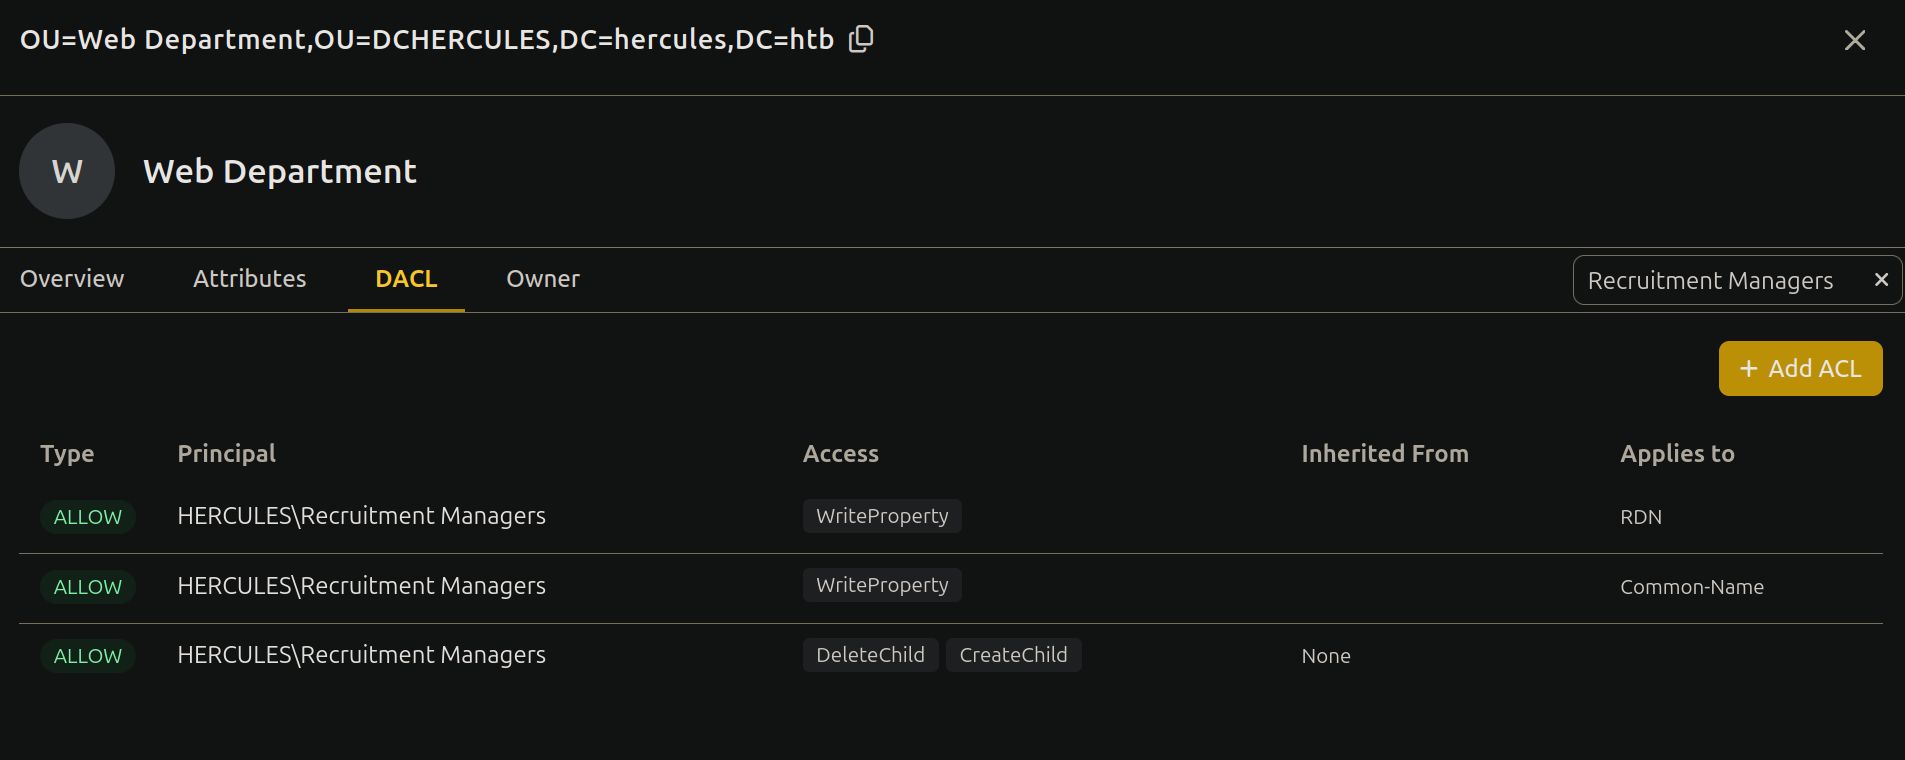 OU=Web Department,OU=DCHERCULES,DC=hercules,DC=htb
W
Web Department
Overview Attributes DACL Owner Recruitment Managers
+ Add ACL
Type Principal Access Inherited From Applies to
ALLOW HERCULES\Recruitment Managers WriteProperty RDN
ALLOW HERCULES\Recruitment Managers WriteProperty Common-Name
ALLOW HERCULES\Recruitment Managers DeleteChild CreateChild None